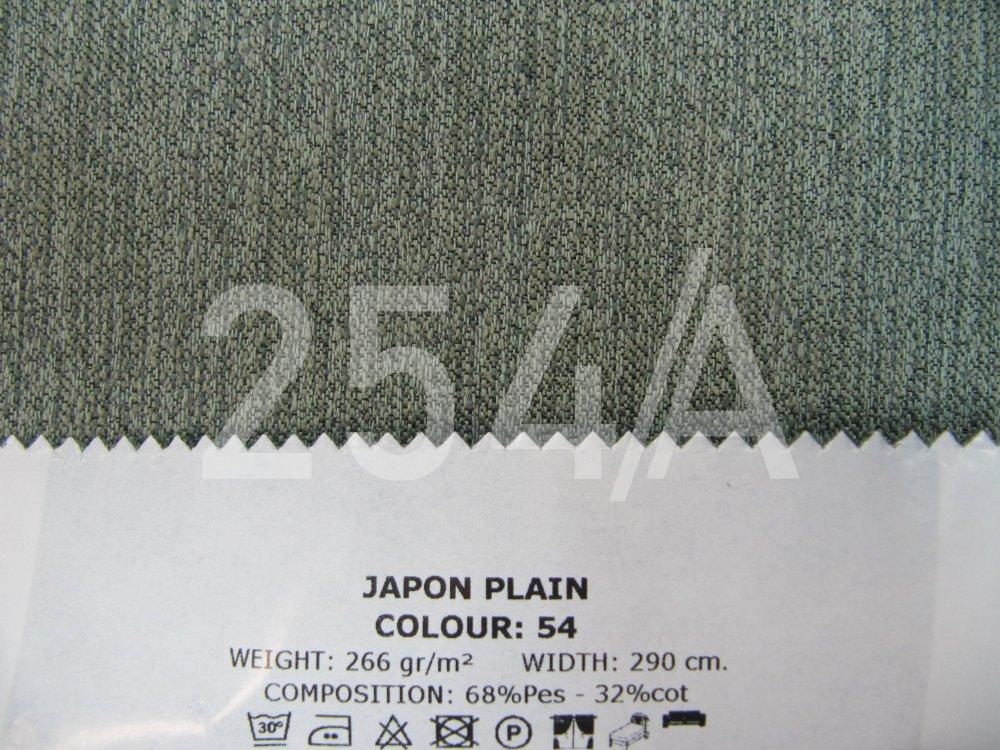 254/A
JAPON PLAIN
COLOUR: 54
WEIGHT: 266 gr/m² WIDTH: 290 cm.
COMPOSITION: 68%Pes - 32%cot
30° P